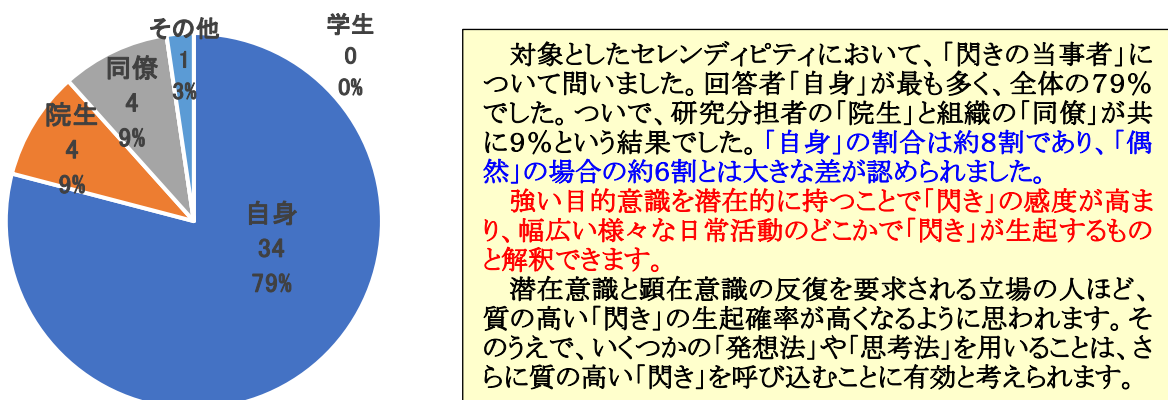 その他
1
3%
学生
0
0%
同僚
4
9%
院生
4
9%
自身
34
79%
　対象としたセレンディピティにおいて、「閃きの当事者」に
ついて問いました。回答者「自身」が最も多く、全体の79%
でした。ついで、研究分担者の「院生」と組織の「同僚」が共
に9%という結果でした。「自身」の割合は約8割であり、「偶
然」の場合の約6割とは大きな差が認められました。
　強い目的意識を潜在的に持つことで「閃き」の感度が高ま
り、幅広い様々な日常活動のどこかで「閃き」が生起するもの
と解釈できます。
　潜在意識と顕在意識の反復を要求される立場の人ほど、
質の高い「閃き」の生起確率が高くなるように思われます。そ
のうえで、いくつかの「発想法」や「思考法」を用いることは、さ
らに質の高い「閃き」を呼び込むことに有効と考えられます。